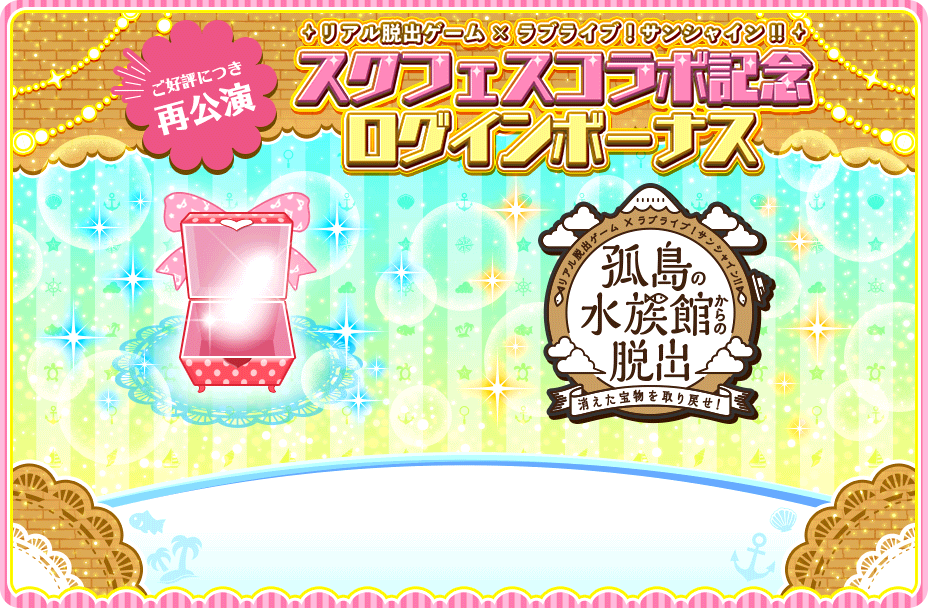 リアル脱出ゲーム × ラブライブ！サンシャイン!!
ご好評につき
再公演
スクフェスコラボ記念
ログインボーナス
リアル脱出ゲーム × ラブライブ！サンシャイン!!
孤島の
水族館からの
脱出
消えた宝物を取り戻せ！